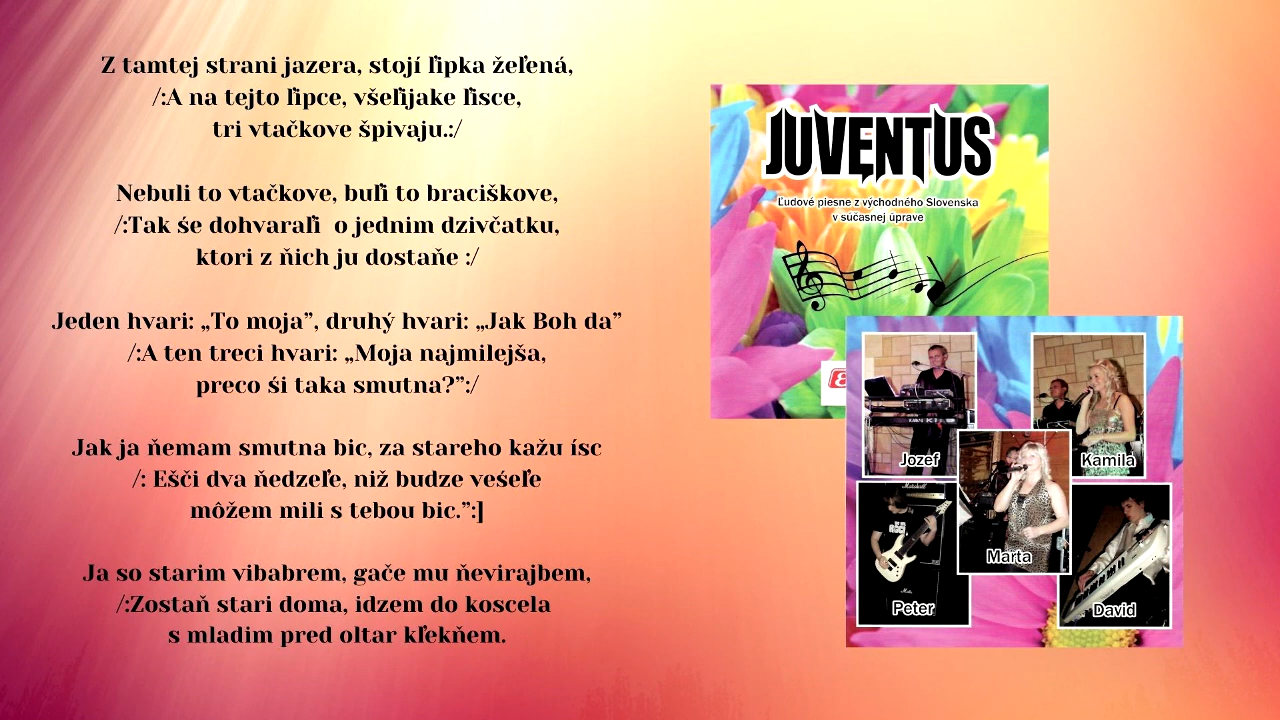 Z tamtej strani jazera, stojí ľipka žeľená,
/:A na tejto ľipce, všeľijake ľisce,
tri vtačkove špivaju.:/
Nebuli to vtačkove, buľi to braciškove,
/:Tak śe dohvaraľi o jednim dzivčatku,
ktori z ňich ju dostaňe :/
Jeden hvari: „To moja”, druhý hvari: „Jak Boh da”
/:A ten treci hvari: „Moja najmilejša,
preco śi taka smutna?”:/
Jak ja ňemam smutna bic, za stareho kažu ísc
/: Ešči dva ňedzeľe, niž budze veśeľe
môžem mili s tebou bic.”:]
Ja so starim vibabrem, gače mu ňevirajbem,
/:Zostaň stari doma, idzem do koscela
s mladim pred oltar kľekňem.
JUVENTUS
Ľudové piesne z východného Slovenska
v súčasnej úprave
Jozef
Kamila
Marta
Peter
David